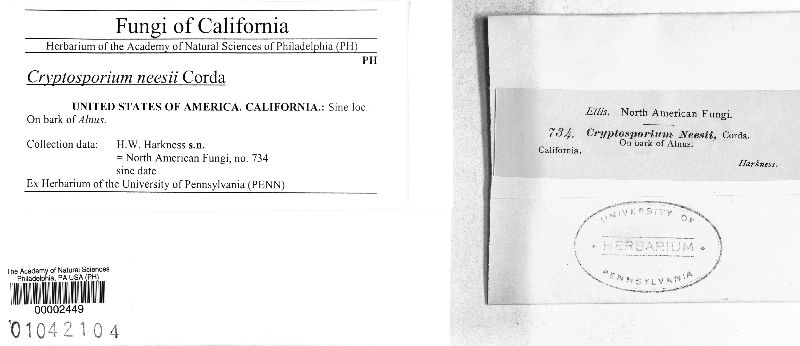 Fungi of California
Herbarium of the Academy of Natural Sciences of Philadelphia (PH)
PH
Cryptosporium neesii Corda
UNITED STATES OF AMERICA. CALIFORNIA.: Sine loc
On bark of Alnus.
Collection data: H.W. Harkness s.n.
= North American Fungi, no. 734
sine date
Ex Herbarium of the University of Pennsylvania (PENN)
The Academy of Natural Sciences
Philadelphia, PA USA (PH)
00002449
01042104
Ellis. North American Fungi.
734. Cryptosporium Neesii, Corda.
On bark of Alnus.
California.
Harkness.
UNIVERSITY OF
HERBARIUM
PENNSYLVANIA